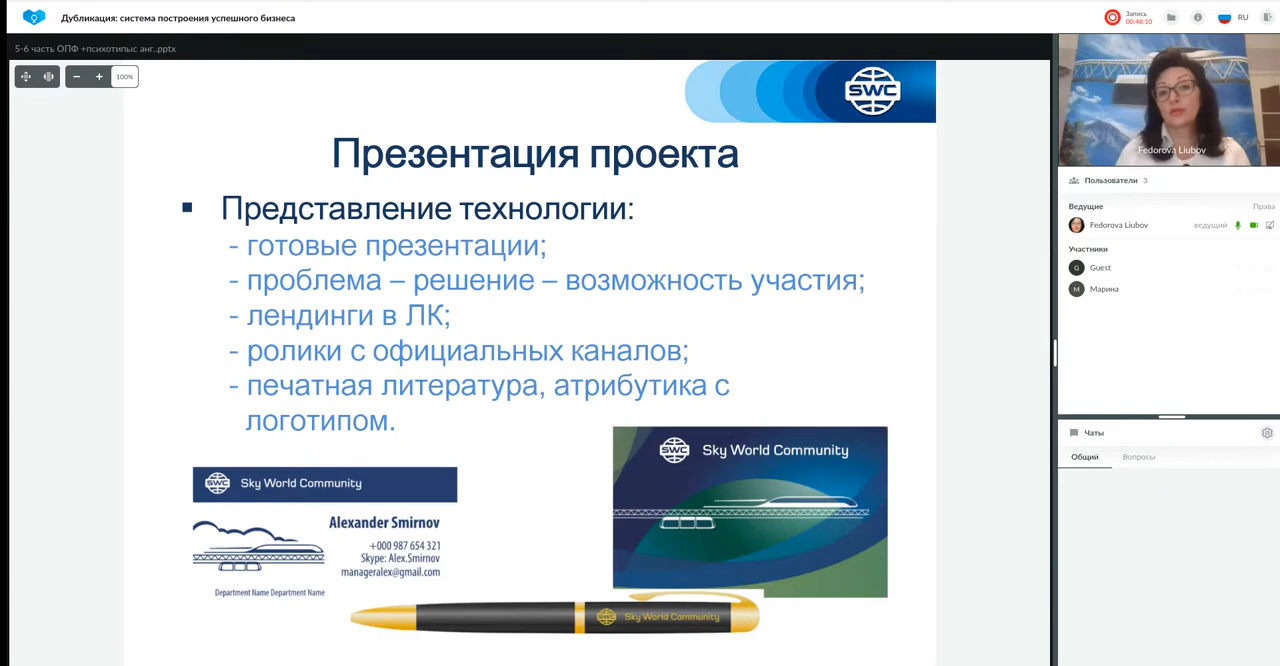 Дубликация: система построения успешного бизнеса
Запись
00:48:10
RU
5-6 часть ОПФ +психотипыс анг..pptx
100%
SWC
Презентация проекта
▪ Представление технологии:
- готовые презентации;
- проблема – решение – возможность участия;
- лендинги в ЛК;
- ролики с официальных каналов;
- печатная литература, атрибутика с
логотипом.
SWC Sky World Community
Alexander Smirnov
+000 987 654 321
Skype: Alex.Smirnov
manageralex@gmail.com
Department Name Department Name
SWC Sky World Community
Sky World Community
Fedorova Liubov
Пользователи 3
Ведущие Права
Fedorova Liubov ведущий
Участники
G Guest
М Марина
Чаты
Общий Вопросы